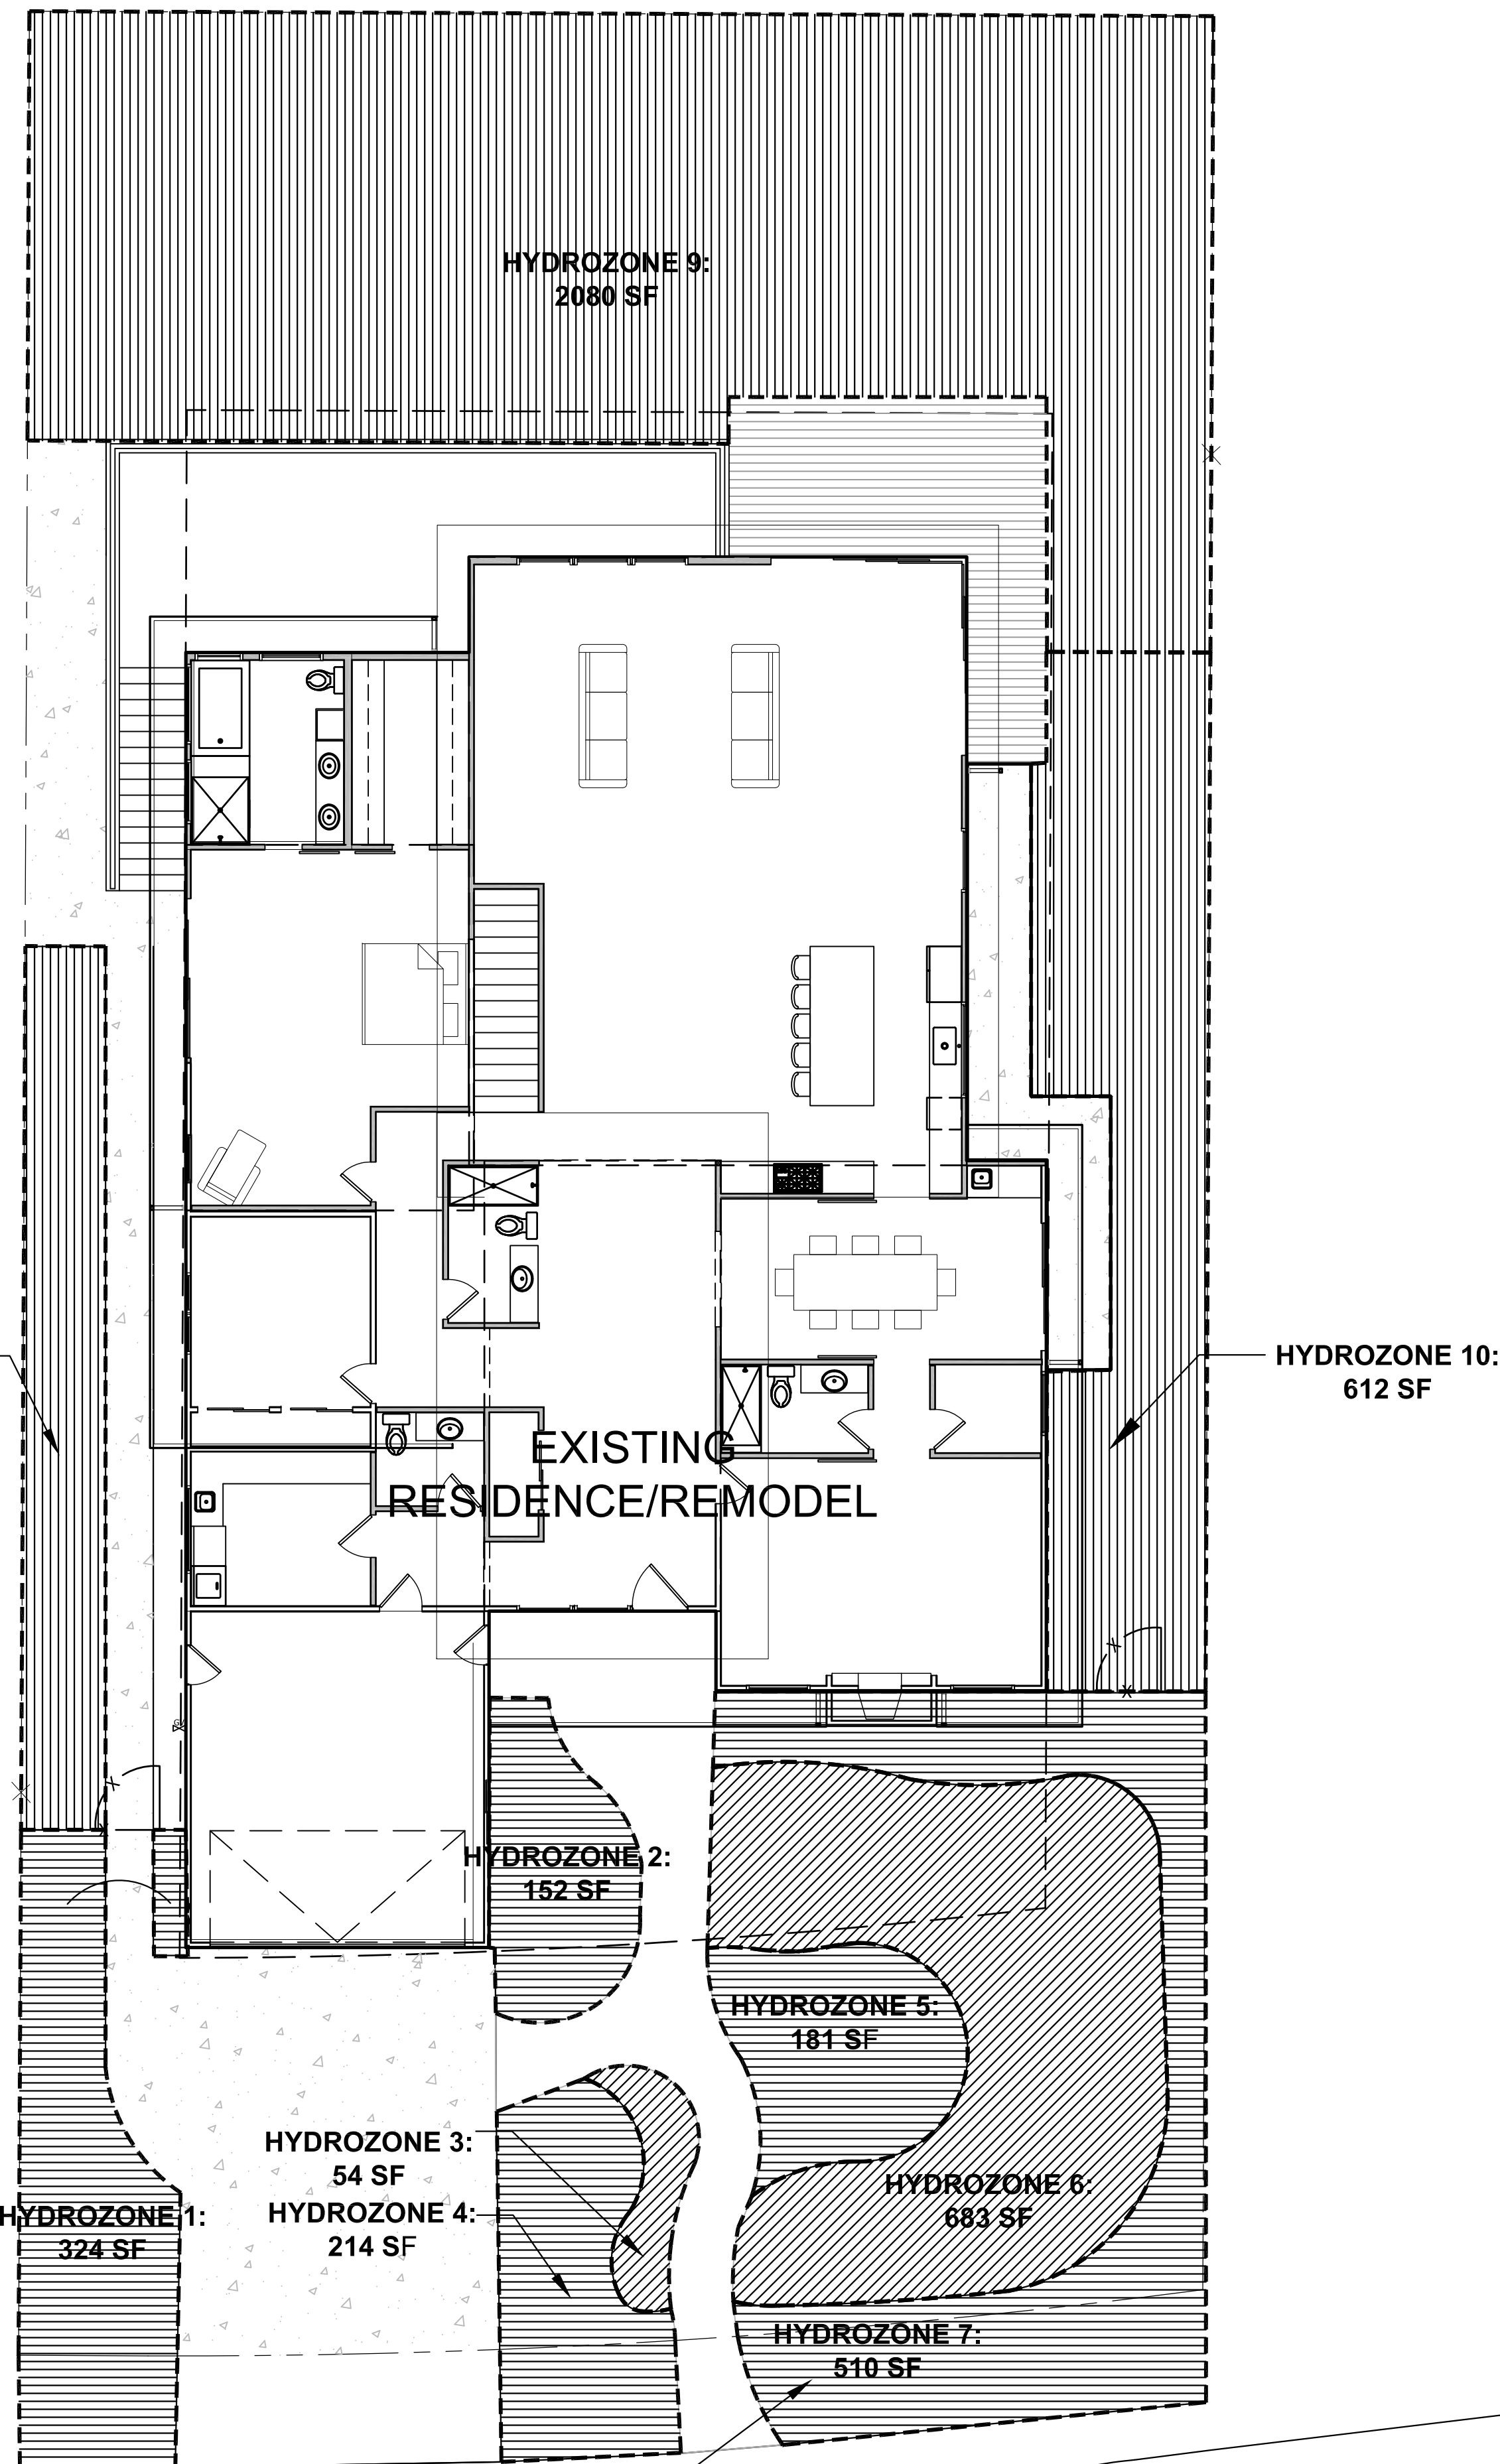 HYDROZONE 9:
2080 SF
HYDROZONE 10:
612 SF
EXISTING
RESIDENCE/REMODEL
HYDROZONE 2:
152 SF
HYDROZONE 5:
181 SF
HYDROZONE 3:
54 SF
HYDROZONE 6:
683 SF
HYDROZONE 1:
324 SF
HYDROZONE 4:
214 SF
HYDROZONE 7:
510 SF